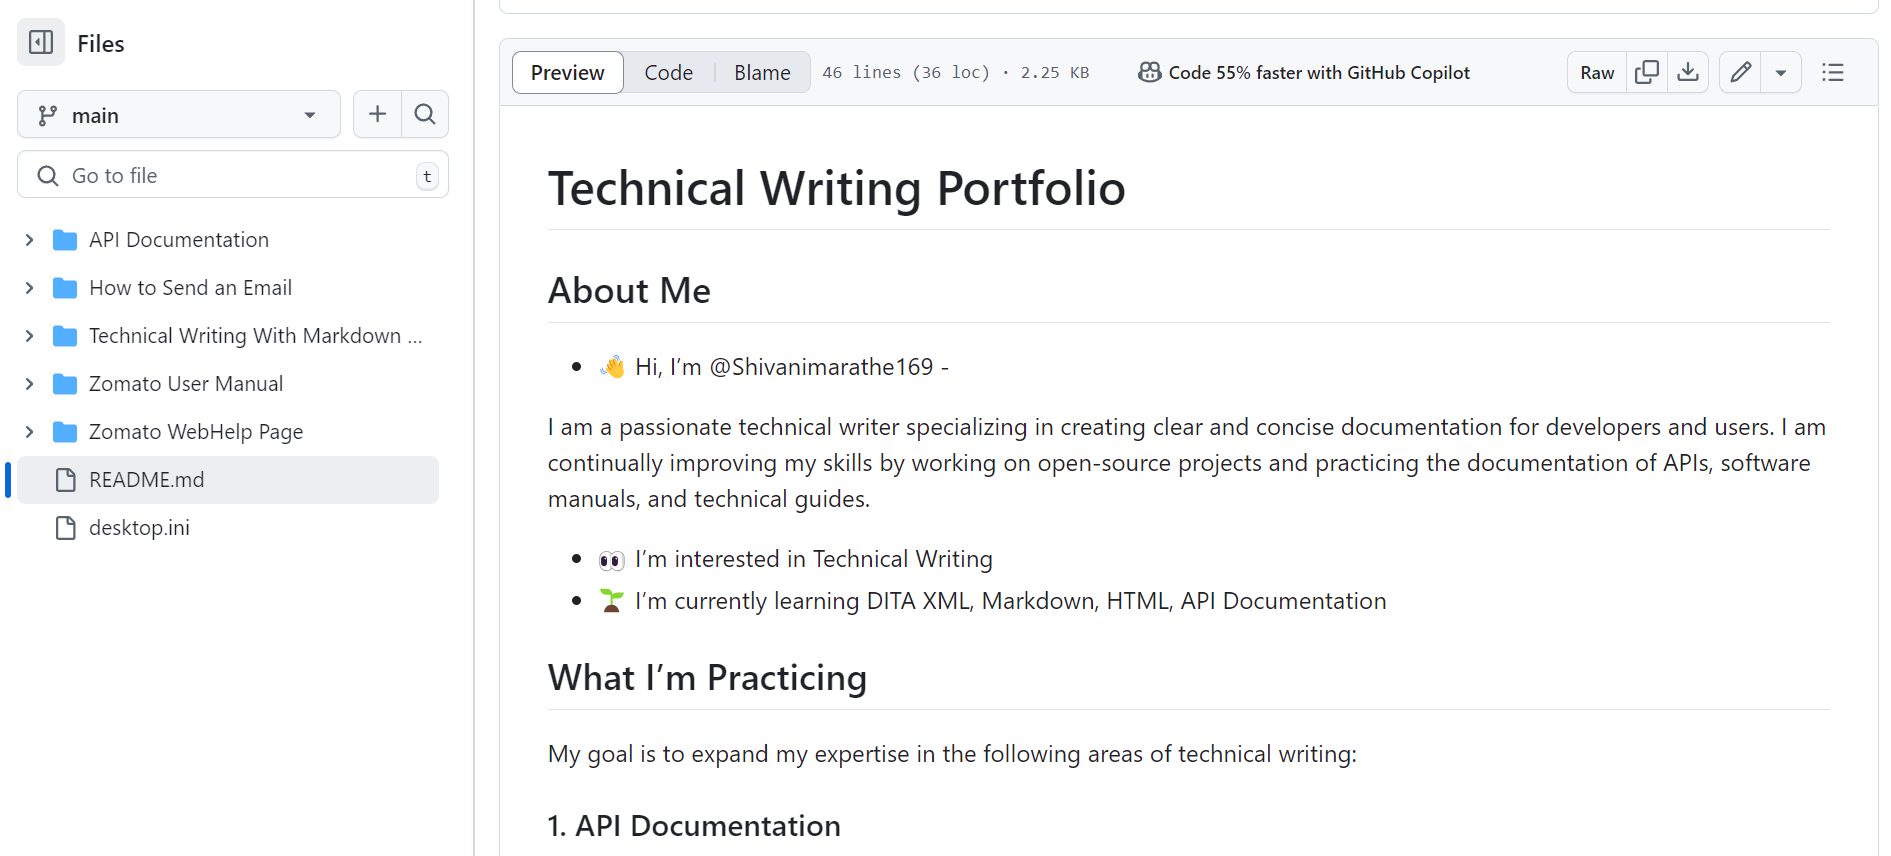 Files
main
Go to file
t
API Documentation
How to Send an Email
Technical Writing With Markdown ...
Zomato User Manual
Zomato WebHelp Page
README.md
desktop.ini
Preview Code Blame 46 lines (36 loc) · 2.25 KB Code 55% faster with GitHub Copilot Raw
Technical Writing Portfolio
About Me
👋 Hi, I’m @Shivanimarathe169 -
I am a passionate technical writer specializing in creating clear and concise documentation for developers and users. I am
continually improving my skills by working on open-source projects and practicing the documentation of APIs, software
manuals, and technical guides.
👀 I’m interested in Technical Writing
🌱 I’m currently learning DITA XML, Markdown, HTML, API Documentation
What I’m Practicing
My goal is to expand my expertise in the following areas of technical writing:
1. API Documentation